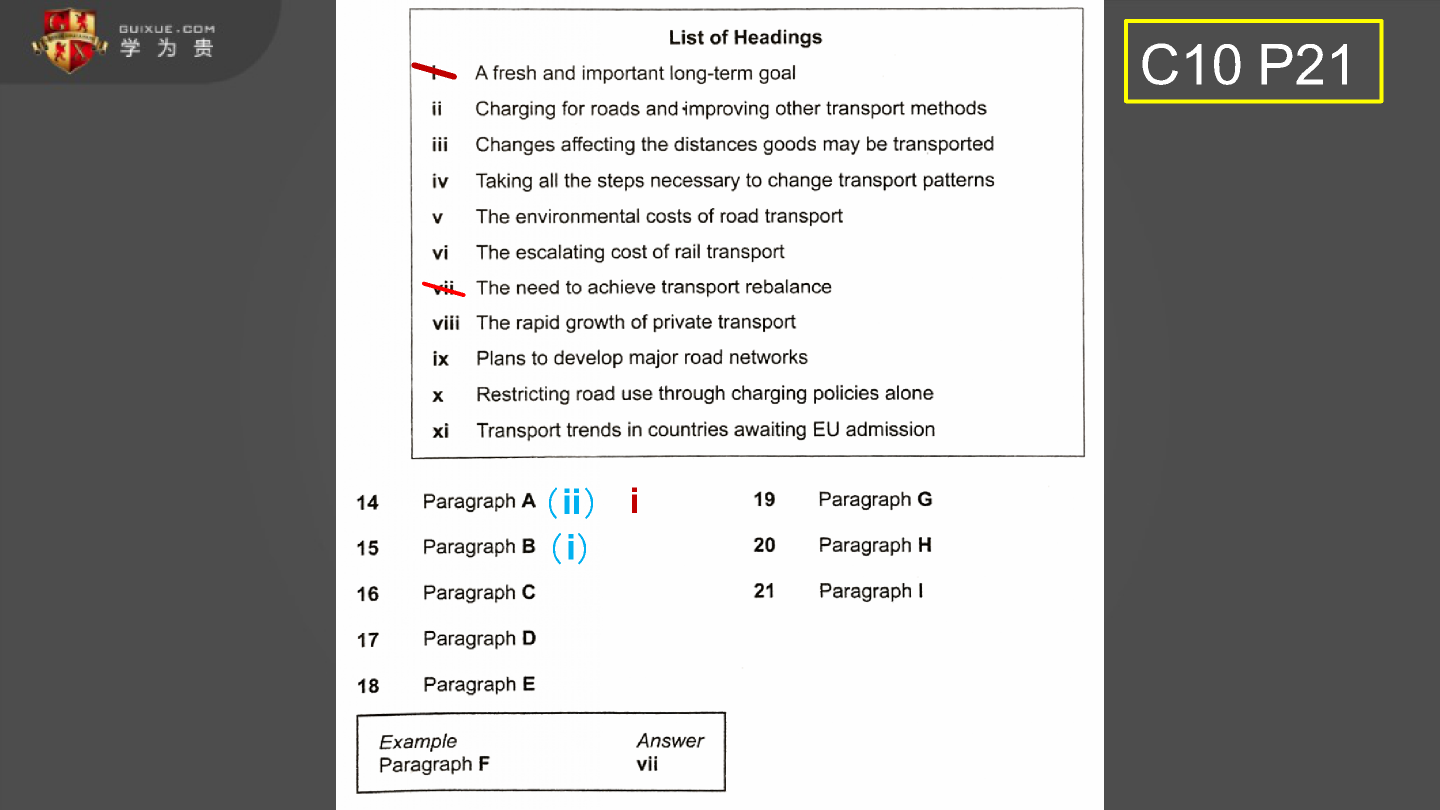 GUIXUE.COM
学为贵
C10 P21
List of Headings
i A fresh and important long-term goal
ii Charging for roads and improving other transport methods
iii Changes affecting the distances goods may be transported
iv Taking all the steps necessary to change transport patterns
v The environmental costs of road transport
vi The escalating cost of rail transport
vii The need to achieve transport rebalance
viii The rapid growth of private transport
ix Plans to develop major road networks
x Restricting road use through charging policies alone
xi Transport trends in countries awaiting EU admission
14 Paragraph A (ii) i
15 Paragraph B (i)
16 Paragraph C
17 Paragraph D
18 Paragraph E
19 Paragraph G
20 Paragraph H
21 Paragraph I
Example Answer
Paragraph F vii